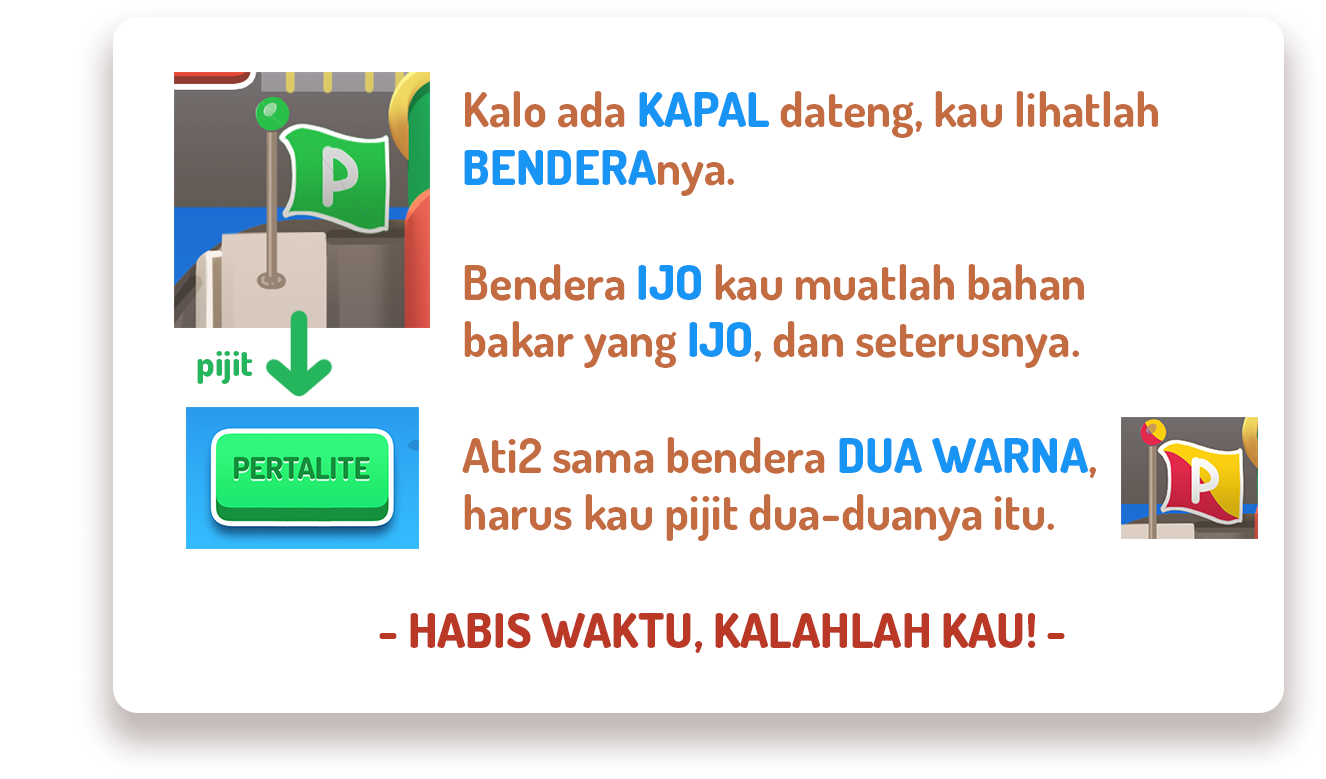 P
Kalo ada KAPAL dateng, kau lihatlah
BENDERAnya.
Bendera IJO kau muatlah bahan
bakar yang IJO, dan seterusnya.
pijit
PERTALITE
Ati2 sama bendera DUA WARNA,
harus kau pijit dua-duanya itu.
P
- HABIS WAKTU, KALAHLAH KAU! -